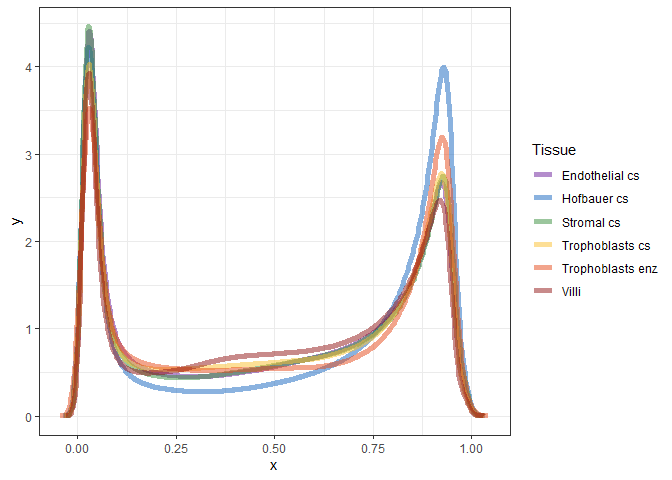 4
3
2
1
0
y
0.00 0.25 0.50 0.75 1.00
x
Tissue
Endothelial cs
Hofbauer cs
Stromal cs
Trophoblasts cs
Trophoblasts enz
Villi